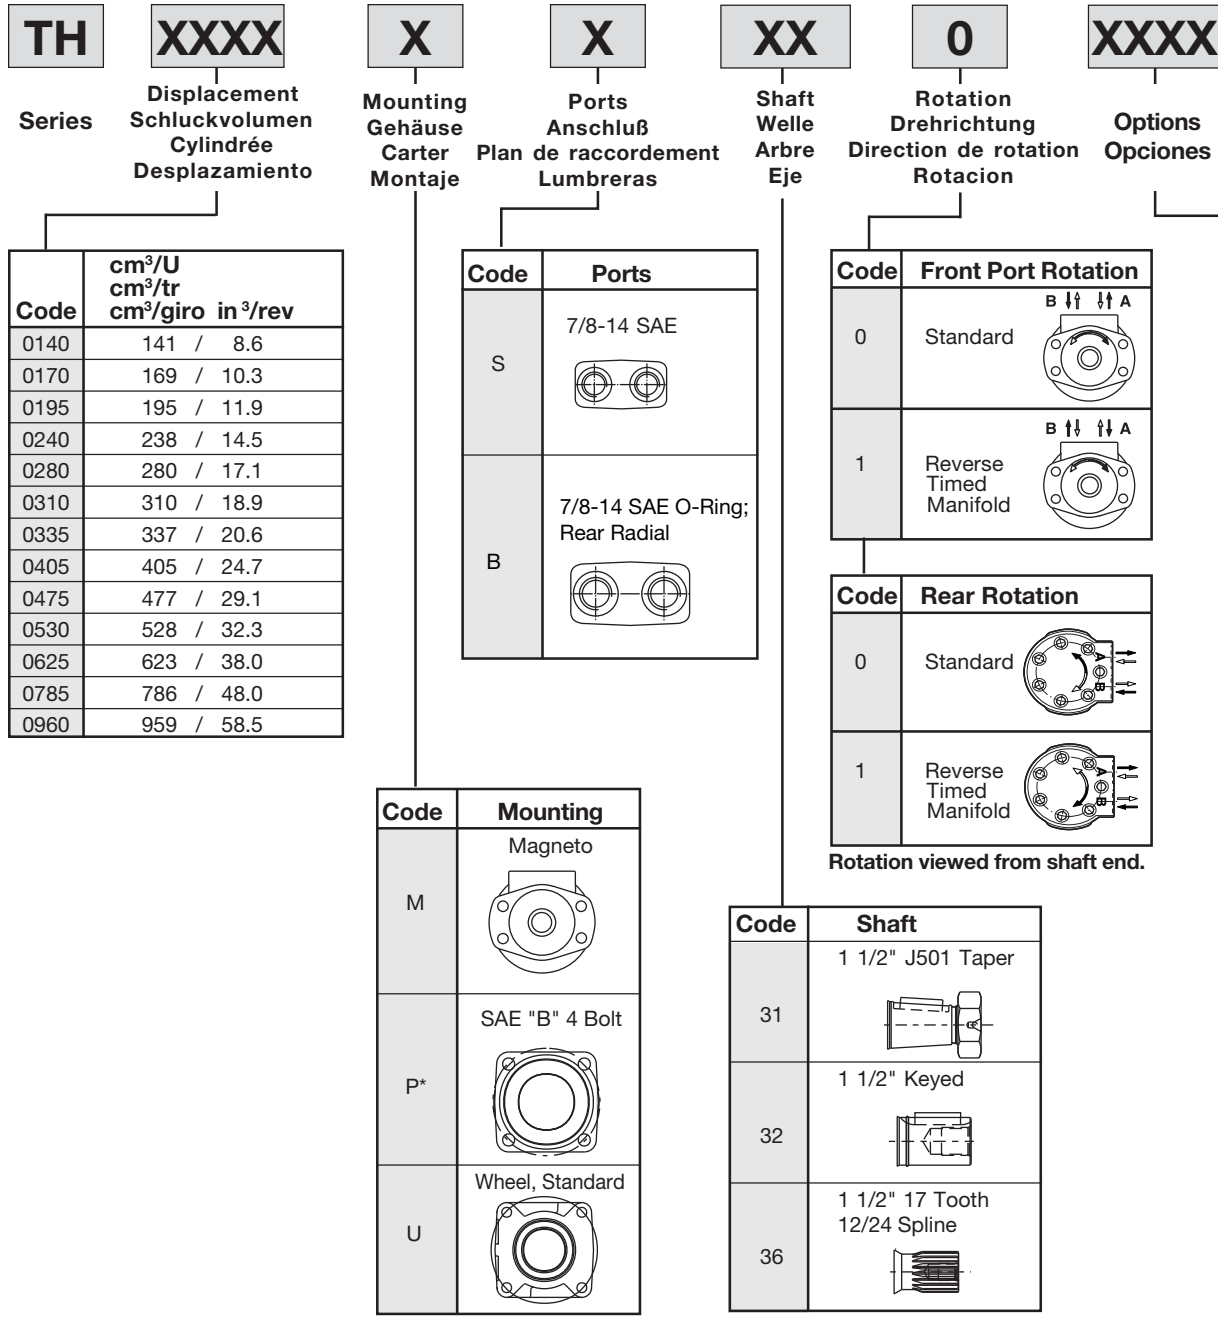 TH XXXX X X XX 0 XXXX
Series
Displacement
Schluckvolumen
Cylindrée
Desplazamiento
Mounting
Gehäuse
Carter
Montaje
Ports
Anschluß
Plan de raccordement
Lumbreras
Shaft
Welle
Arbre
Eje
Rotation
Drehrichtung
Direction de rotation
Rotacion
Options
Opciones
cm³/U
cm³/tr
Code cm³/giro in³/rev
0140 141 / 8.6
0170 169 / 10.3
0195 195 / 11.9
0240 238 / 14.5
0280 280 / 17.1
0310 310 / 18.9
0335 337 / 20.6
0405 405 / 24.7
0475 477 / 29.1
0530 528 / 32.3
0625 623 / 38.0
0785 786 / 48.0
0960 959 / 58.5
Code Ports
7/8-14 SAE
S
7/8-14 SAE O-Ring;
Rear Radial
B
Code Front Port Rotation
B A
0 Standard
B A
1 Reverse
Timed
Manifold
Code Rear Rotation
0 Standard
A
B
1 Reverse
Timed
Manifold
A
B
Rotation viewed from shaft end.
Code Mounting
Magneto
M
SAE "B" 4 Bolt
P*
Wheel, Standard
U
Code Shaft
1 1/2" J501 Taper
31
1 1/2" Keyed
32
1 1/2" 17 Tooth
12/24 Spline
36